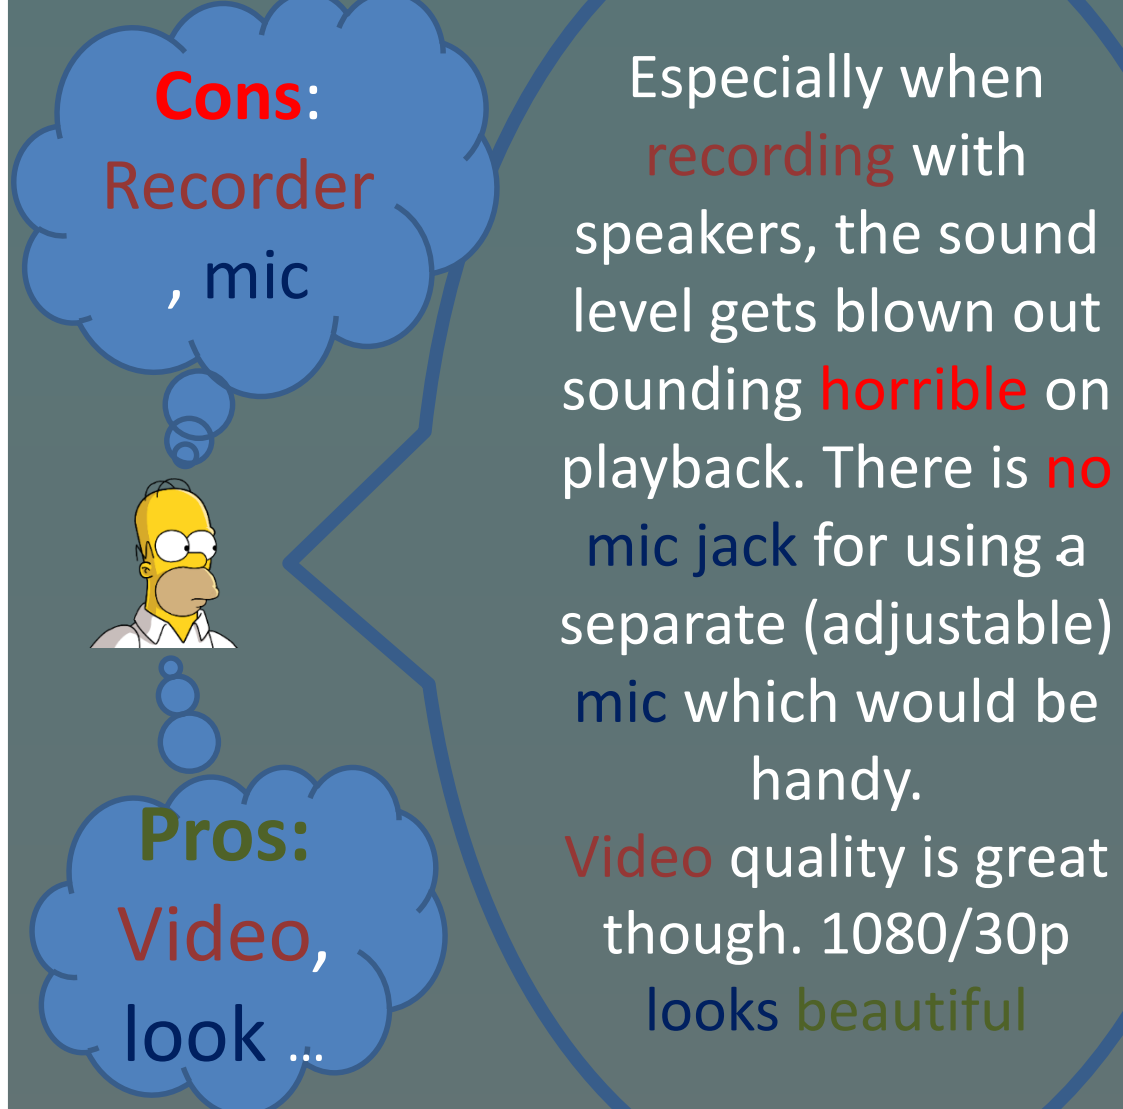 Cons:
Recorder
, mic
Pros:
Video,
look ...
Especially when
recording with
speakers, the sound
level gets blown out
sounding horrible on
playback. There is no
mic jack for using a
separate (adjustable)
mic which would be
handy.
Video quality is great
though. 1080/30p
looks beautiful